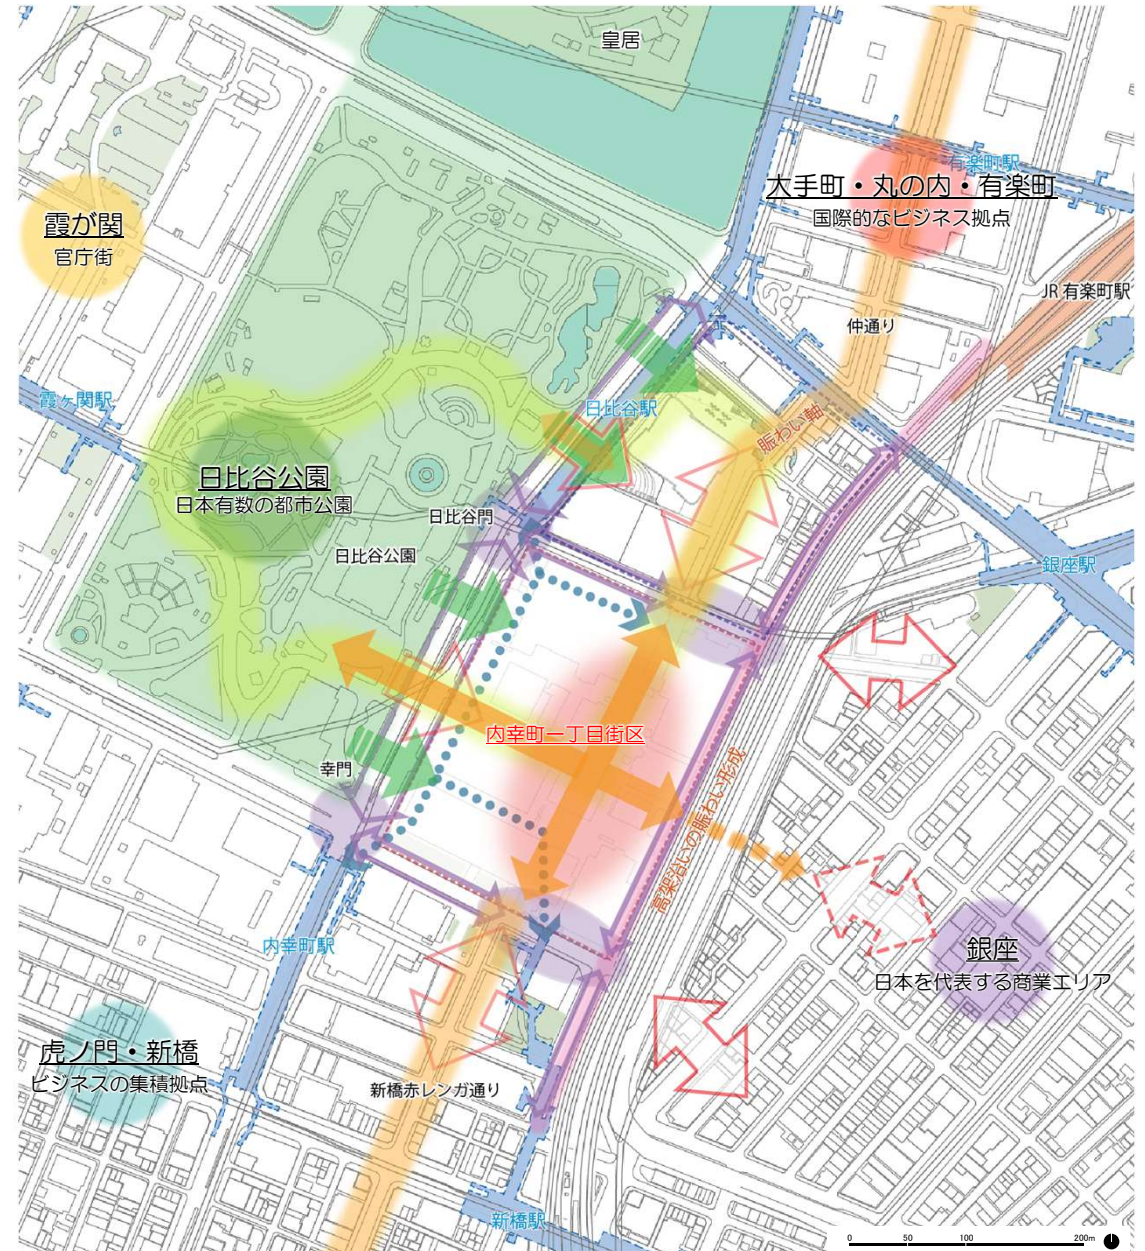 皇居
有楽町駅
大手町・丸の内・有楽町
国際的なビジネス拠点
霞が関
官庁街
JR有楽町駅
仲通り
霞ヶ関駅
日比谷駅
賑わい軸
日比谷公園
日本有数の都市公園
日比谷門
日比谷公園
銀座駅
内幸町一丁目街区
幸門
高架沿いの賑わい形成
内幸町駅
銀座
日本を代表する商業エリア
虎ノ門・新橋
ビジネスの集積拠点
新橋赤レンガ通り
新橋駅
0 50 100 200m